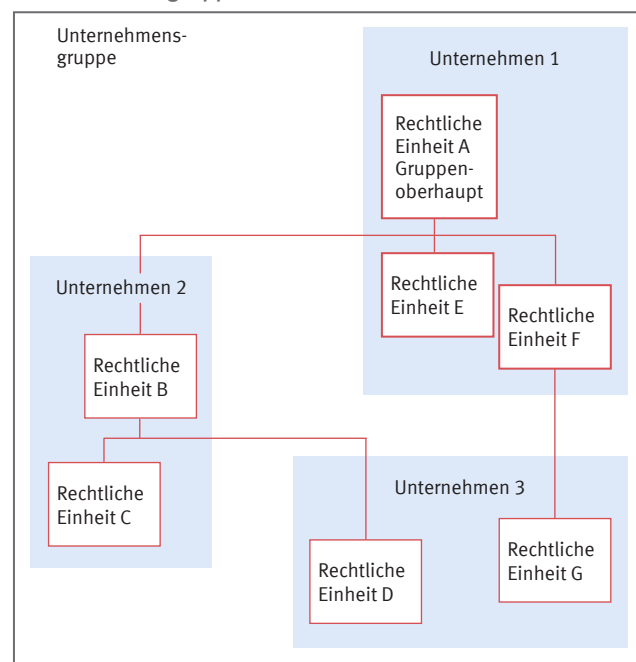 Unternehmens-
gruppe
Unternehmen 1
Rechtliche
Einheit A
Gruppen-
oberhaupt
Rechtliche
Einheit E
Rechtliche
Einheit F
Unternehmen 2
Rechtliche
Einheit B
Rechtliche
Einheit C
Unternehmen 3
Rechtliche
Einheit D
Rechtliche
Einheit G